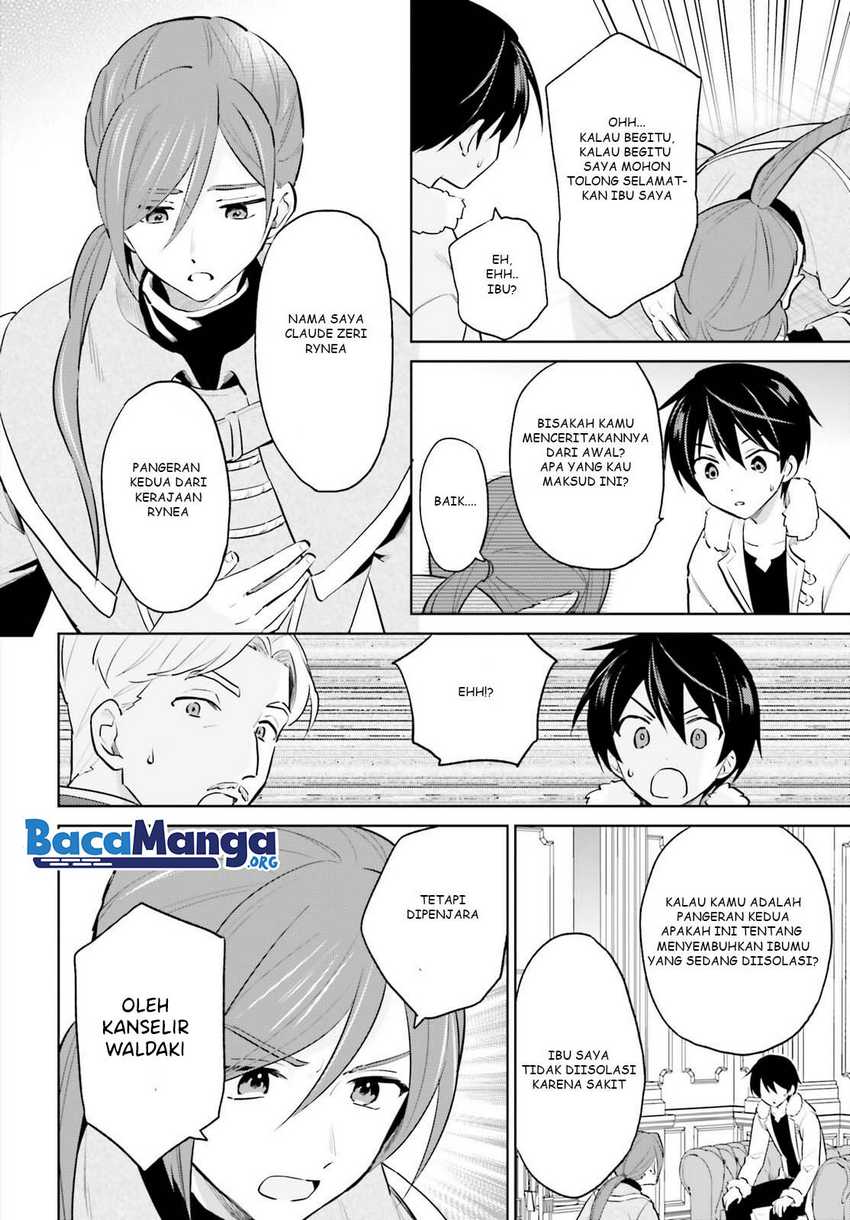 OHH...
KALAU BEGITU,
KALAU BEGITU
SAYA MOHON
TOLONG SELAMAT-
KAN IBU SAYA
EH,
EHH..
IBU?
NAMA SAYA
CLAUDE ZERI
RYNEA
PANGERAN
KEDUA DARI
KERAJAAN
RYNEA
BISAKAH KAMU
MENCERITAKANNYA
DARI AWAL?
APA YANG KAU
MAKSUD INI?
BAIK....
EHH!?
BacaManga
.ORG
KALAU KAMU ADALAH
PANGERAN KEDUA
APAKAH INI TENTANG
MENYEMBUHKAN IBUMU
YANG SEDANG DIISOLASI?
IBU SAYA
TIDAK DIISOLASI
KARENA SAKIT
TETAPI
DIPENJARA
OLEH
KANSELIR
WALDAKI